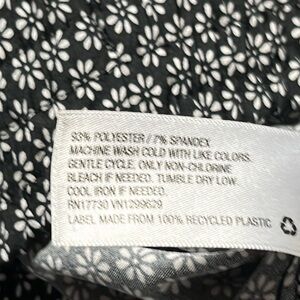 93% POLYESTER / 7% SPANDEX
MACHINE WASH COLD WITH LIKE COLORS.
GENTLE CYCLE. ONLY NON-CHLORINE
BLEACH IF NEEDED. TUMBLE DRY LOW.
COOL IRON IF NEEDED.
RN17730 VN1299629
LABEL MADE FROM 100% RECYCLED PLASTIC